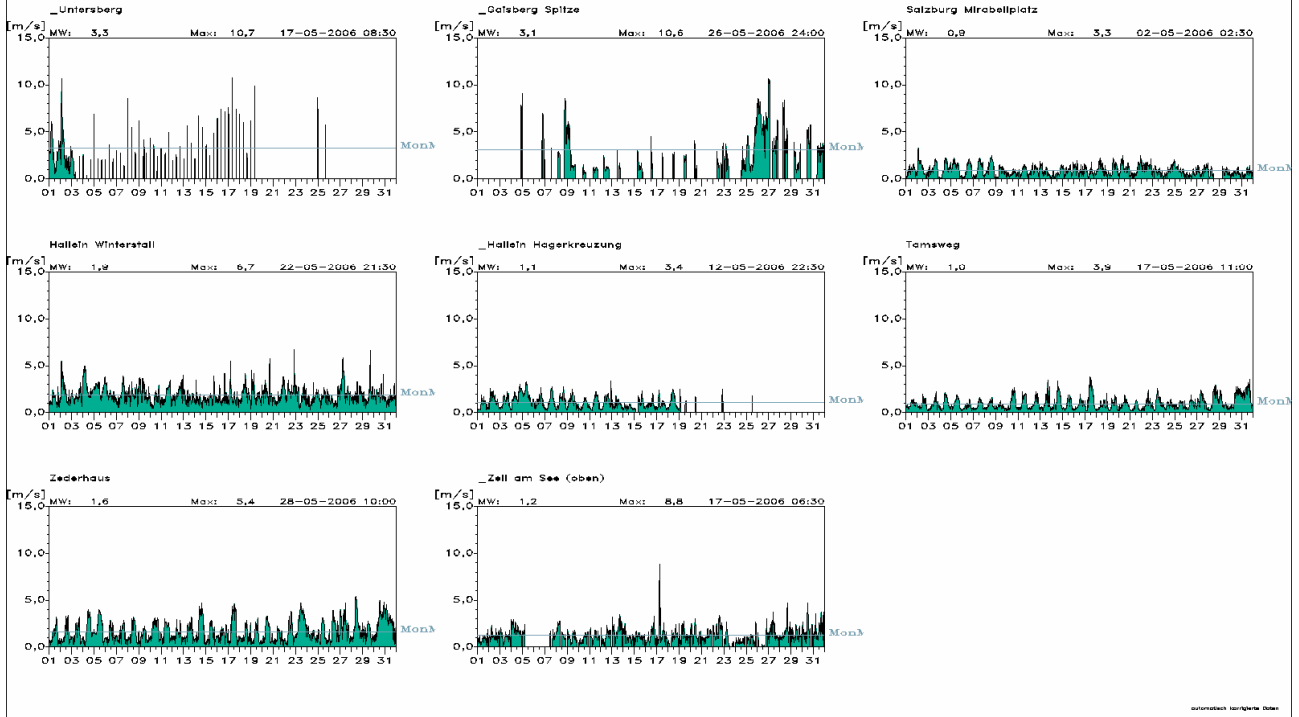 _Untersberg
[m/s] MW: 3,3 Max: 10,7 17-05-2006 08:30
15,0
10,0
5,0
MonM
0,0
01 03 05 07 09 11 13 15 17 19 21 23 25 27 29 31
_Gaisberg Spitze
[m/s] MW: 3,1 Max: 10,6 26-05-2006 24:00
15,0
10,0
5,0
MonM
0,0
01 03 05 07 09 11 13 15 17 19 21 23 25 27 29 31
Salzburg Mirabellplatz
[m/s] MW: 0,9 Max: 3,3 02-05-2006 02:30
15,0
10,0
5,0
MonM
0,0
01 03 05 07 09 11 13 15 17 19 21 23 25 27 29 31
Hallein Winterstall
[m/s] MW: 1,9 Max: 6,7 22-05-2006 21:30
15,0
10,0
5,0
MonM
0,0
01 03 05 07 09 11 13 15 17 19 21 23 25 27 29 31
_Hallein Hagerkreuzung
[m/s] MW: 1,1 Max: 3,4 12-05-2006 22:30
15,0
10,0
5,0
MonM
0,0
01 03 05 07 09 11 13 15 17 19 21 23 25 27 29 31
Tamsweg
[m/s] MW: 1,0 Max: 3,9 17-05-2006 11:00
15,0
10,0
5,0
MonM
0,0
01 03 05 07 09 11 13 15 17 19 21 23 25 27 29 31
Zederhaus
[m/s] MW: 1,6 Max: 5,4 28-05-2006 10:00
15,0
10,0
5,0
MonM
0,0
01 03 05 07 09 11 13 15 17 19 21 23 25 27 29 31
_Zell am See (oben)
[m/s] MW: 1,2 Max: 8,8 17-05-2006 06:30
15,0
10,0
5,0
MonM
0,0
01 03 05 07 09 11 13 15 17 19 21 23 25 27 29 31
automatisch korrigierte Daten